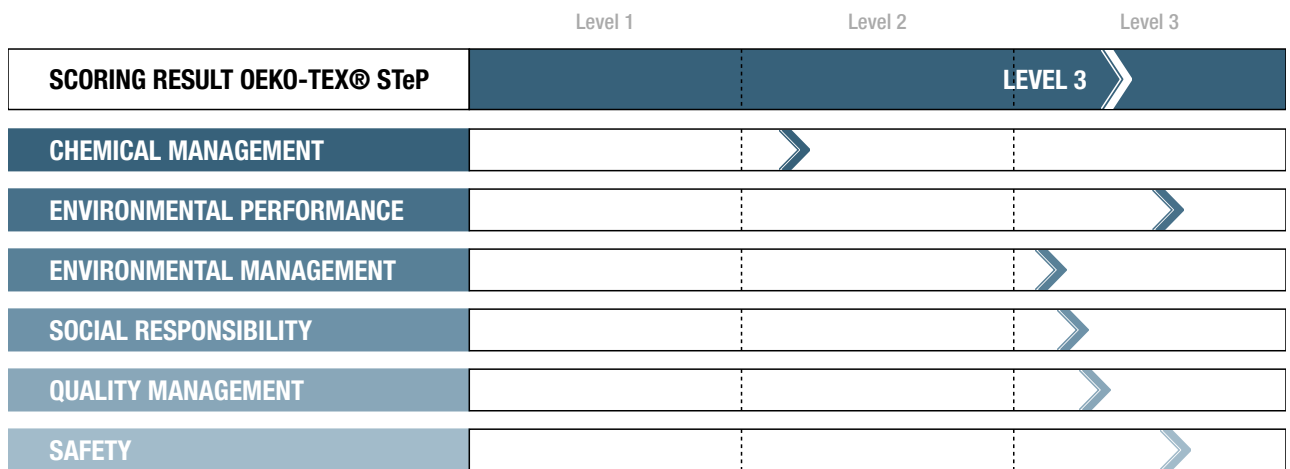 Level 1 Level 2 Level 3
SCORING RESULT OEKO-TEX® STeP LEVEL 3
CHEMICAL MANAGEMENT
ENVIRONMENTAL PERFORMANCE
ENVIRONMENTAL MANAGEMENT
SOCIAL RESPONSIBILITY
QUALITY MANAGEMENT
SAFETY